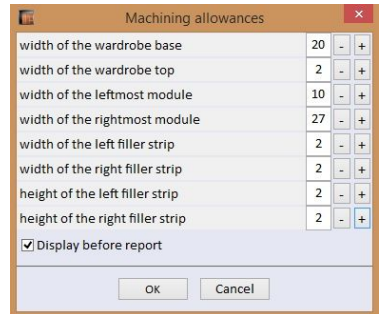 Machining allowances
width of the wardrobe base 20 - +
width of the wardrobe top 2 - +
width of the leftmost module 10 - +
width of the rightmost module 27 - +
width of the left filler strip 2 - +
width of the right filler strip 2 - +
height of the left filler strip 2 - +
height of the right filler strip 2 - +
Display before report
OK Cancel